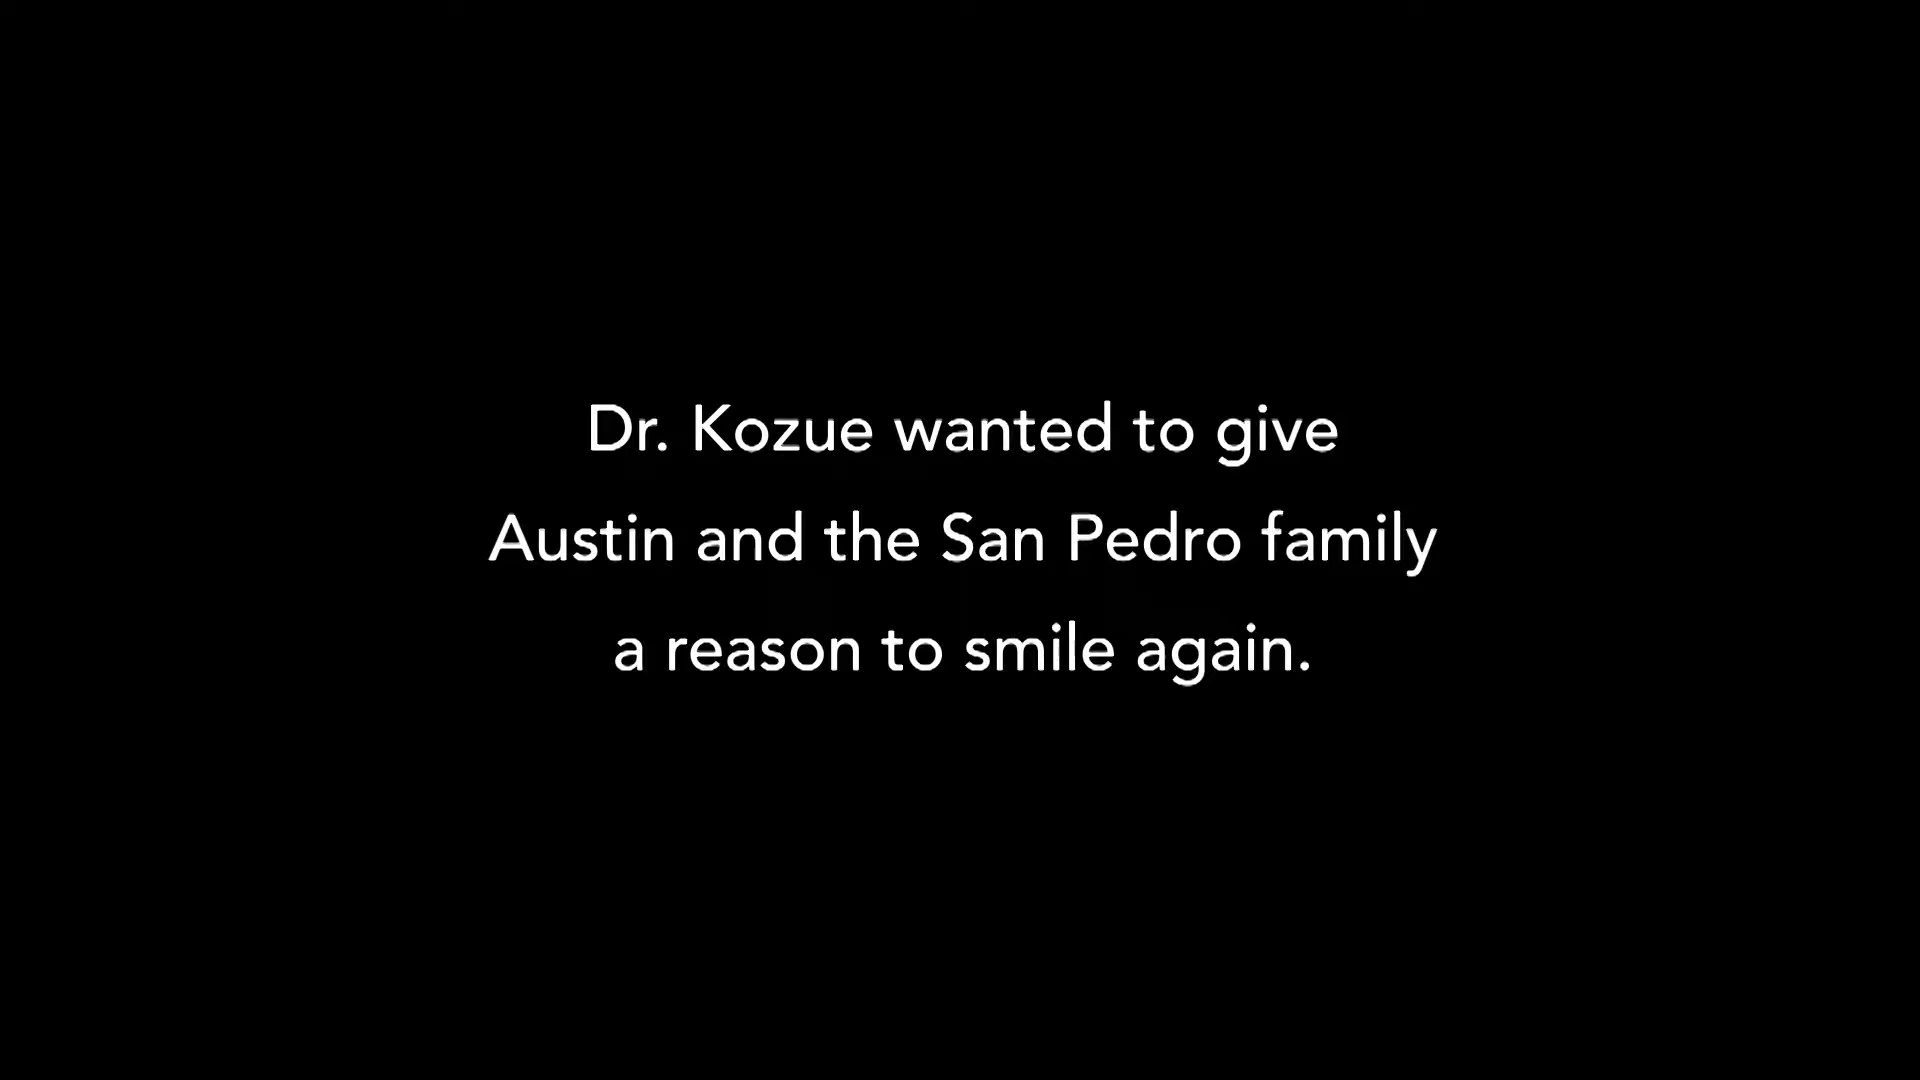 Dr. Kozue wanted to give
Austin and the San Pedro family
a reason to smile again.